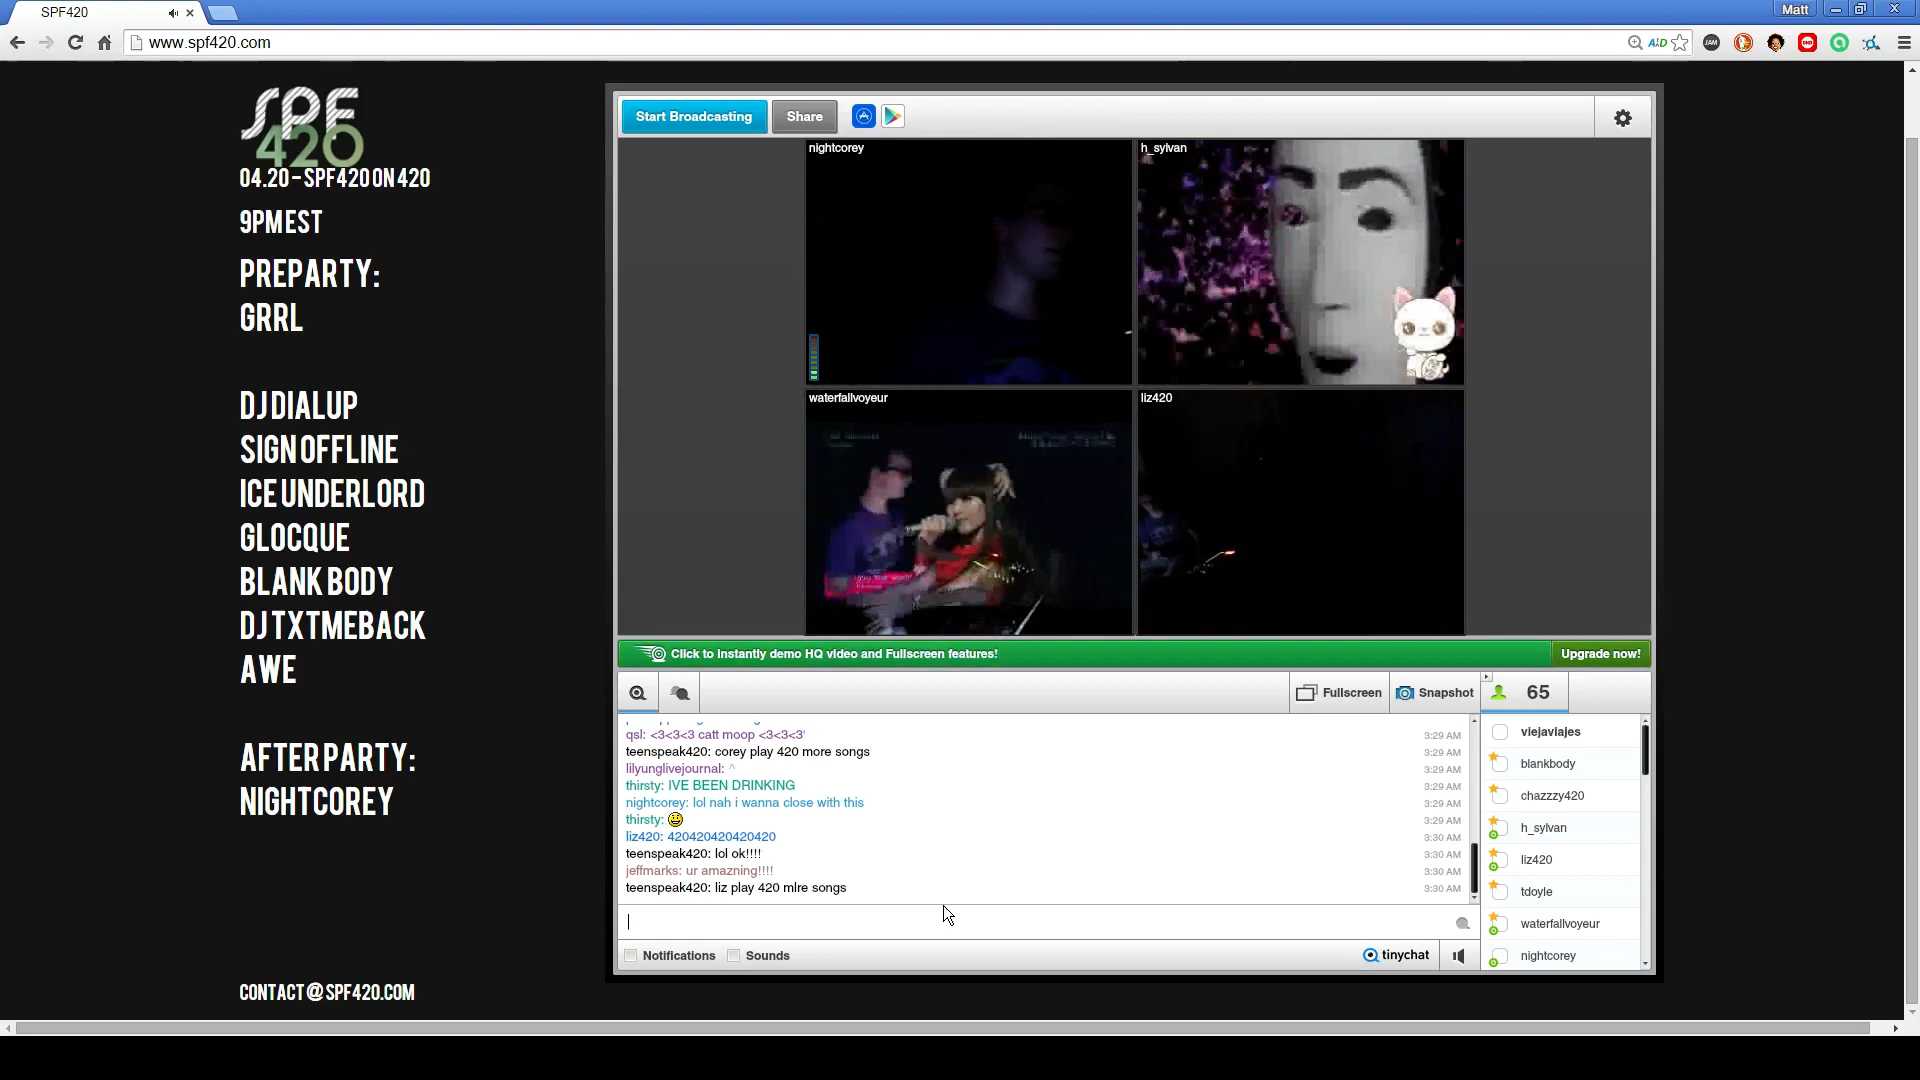 SPF420
Matt
www.spf420.com
SPF
420
04.20 - SPF420 ON 420
9PM EST
PREPARTY:
GRRL
DJ DIALUP
SIGN OFFLINE
ICE UNDERLORD
GLOCQUE
BLANK BODY
DJ TXTMEBACK
AWE
AFTER PARTY:
NIGHTCOREY
CONTACT @ SPF420.COM
Start Broadcasting
Share
nightcorey
h_sylvan
waterfallvoyeur
liz420
Click to instantly demo HQ video and Fullscreen features!
Upgrade now!
Fullscreen
Snapshot
65
qsl: <3<3<3 catt moop <3<3<3' 3:29 AM
teenspeak420: corey play 420 more songs 3:29 AM
lilyunglivejournal: ^ 3:29 AM
thirsty: IVE BEEN DRINKING 3:29 AM
nightcorey: lol nah i wanna close with this 3:29 AM
thirsty: 3:29 AM
liz420: 420420420420420 3:30 AM
teenspeak420: lol ok!!!! 3:30 AM
jeffmarks: ur amazning!!!! 3:30 AM
teenspeak420: liz play 420 mlre songs 3:30 AM
viejaviajes
blankbody
chazzzy420
h_sylvan
liz420
tdoyle
waterfallvoyeur
nightcorey
Notifications
Sounds
tinychat